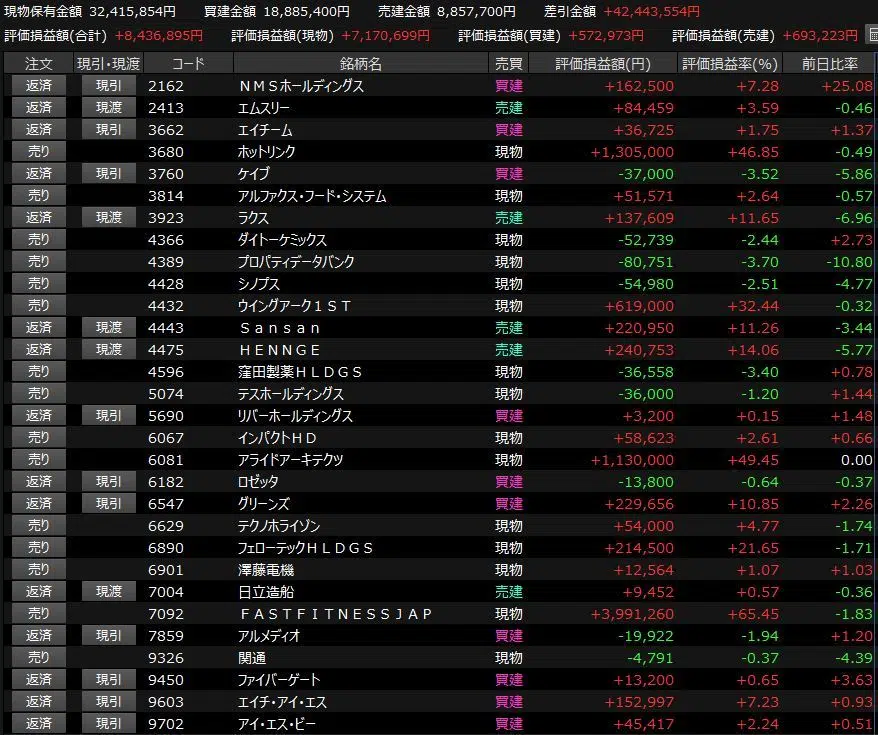 現物保有金額 32,415,854円 買建金額 18,885,400円 売建金額 8,857,700円 差引金額 +42,443,554円
評価損益額(合計) +8,436,895円 評価損益額(現物) +7,170,699円 評価損益額(買建) +572,973円 評価損益額(売建) +693,223円
注文 現引・現渡 コード 銘柄名 売買 評価損益額(円) 評価損益率(%) 前日比率
返済 現引 2162 NMSホールディングス 買建 +162,500 +7.28 +25.08
返済 現渡 2413 エムスリー 売建 +84,459 +3.59 -0.46
返済 現引 3662 エイチーム 買建 +36,725 +1.75 +1.37
売り 3680 ホットリンク 現物 +1,305,000 +46.85 -0.49
返済 現引 3760 ケイブ 買建 -37,000 -3.52 -5.86
売り 3814 アルファクス・フード・システム 現物 +51,571 +2.64 -0.57
返済 現渡 3923 ラクス 売建 +137,609 +11.65 -6.96
売り 4366 ダイトーケミックス 現物 -52,739 -2.44 +2.73
売り 4389 プロパティデータバンク 現物 -80,751 -3.70 -10.80
売り 4428 シノプス 現物 -54,980 -2.51 -4.77
売り 4432 ウイングアーク1ST 現物 +619,000 +32.44 -0.32
返済 現渡 4443 Sansan 売建 +220,950 +11.26 -3.44
返済 現渡 4475 HENNGE 売建 +240,753 +14.06 -5.77
売り 4596 窪田製薬HLDGS 現物 -36,558 -3.40 +0.78
売り 5074 テスホールディングス 現物 -36,000 -1.20 +1.44
返済 現引 5690 リバーホールディングス 買建 +3,200 +0.15 +1.48
売り 6067 インパクトHD 現物 +58,623 +2.61 +0.66
売り 6081 アライドアーキテクツ 現物 +1,130,000 +49.45 0.00
返済 現引 6182 ロゼッタ 買建 -13,800 -0.64 -0.37
返済 現引 6547 グリーンズ 買建 +229,656 +10.85 +2.26
売り 6629 テクノホライゾン 現物 +54,000 +4.77 -1.74
売り 6890 フェローテックHLDGS 現物 +214,500 +21.65 -1.71
売り 6901 澤藤電機 現物 +12,564 +1.07 +1.03
返済 現渡 7004 日立造船 売建 +9,452 +0.57 -0.36
売り 7092 FASTFITNESSJAP 現物 +3,991,260 +65.45 -1.83
返済 現引 7859 アルメディオ 買建 -19,922 -1.94 +1.20
売り 9326 関通 現物 -4,791 -0.37 -4.39
返済 現引 9450 ファイバーゲート 買建 +13,200 +0.65 +3.63
返済 現引 9603 エイチ・アイ・エス 買建 +152,997 +7.23 +0.93
返済 現引 9702 アイ・エス・ビー 買建 +45,417 +2.24 +0.51